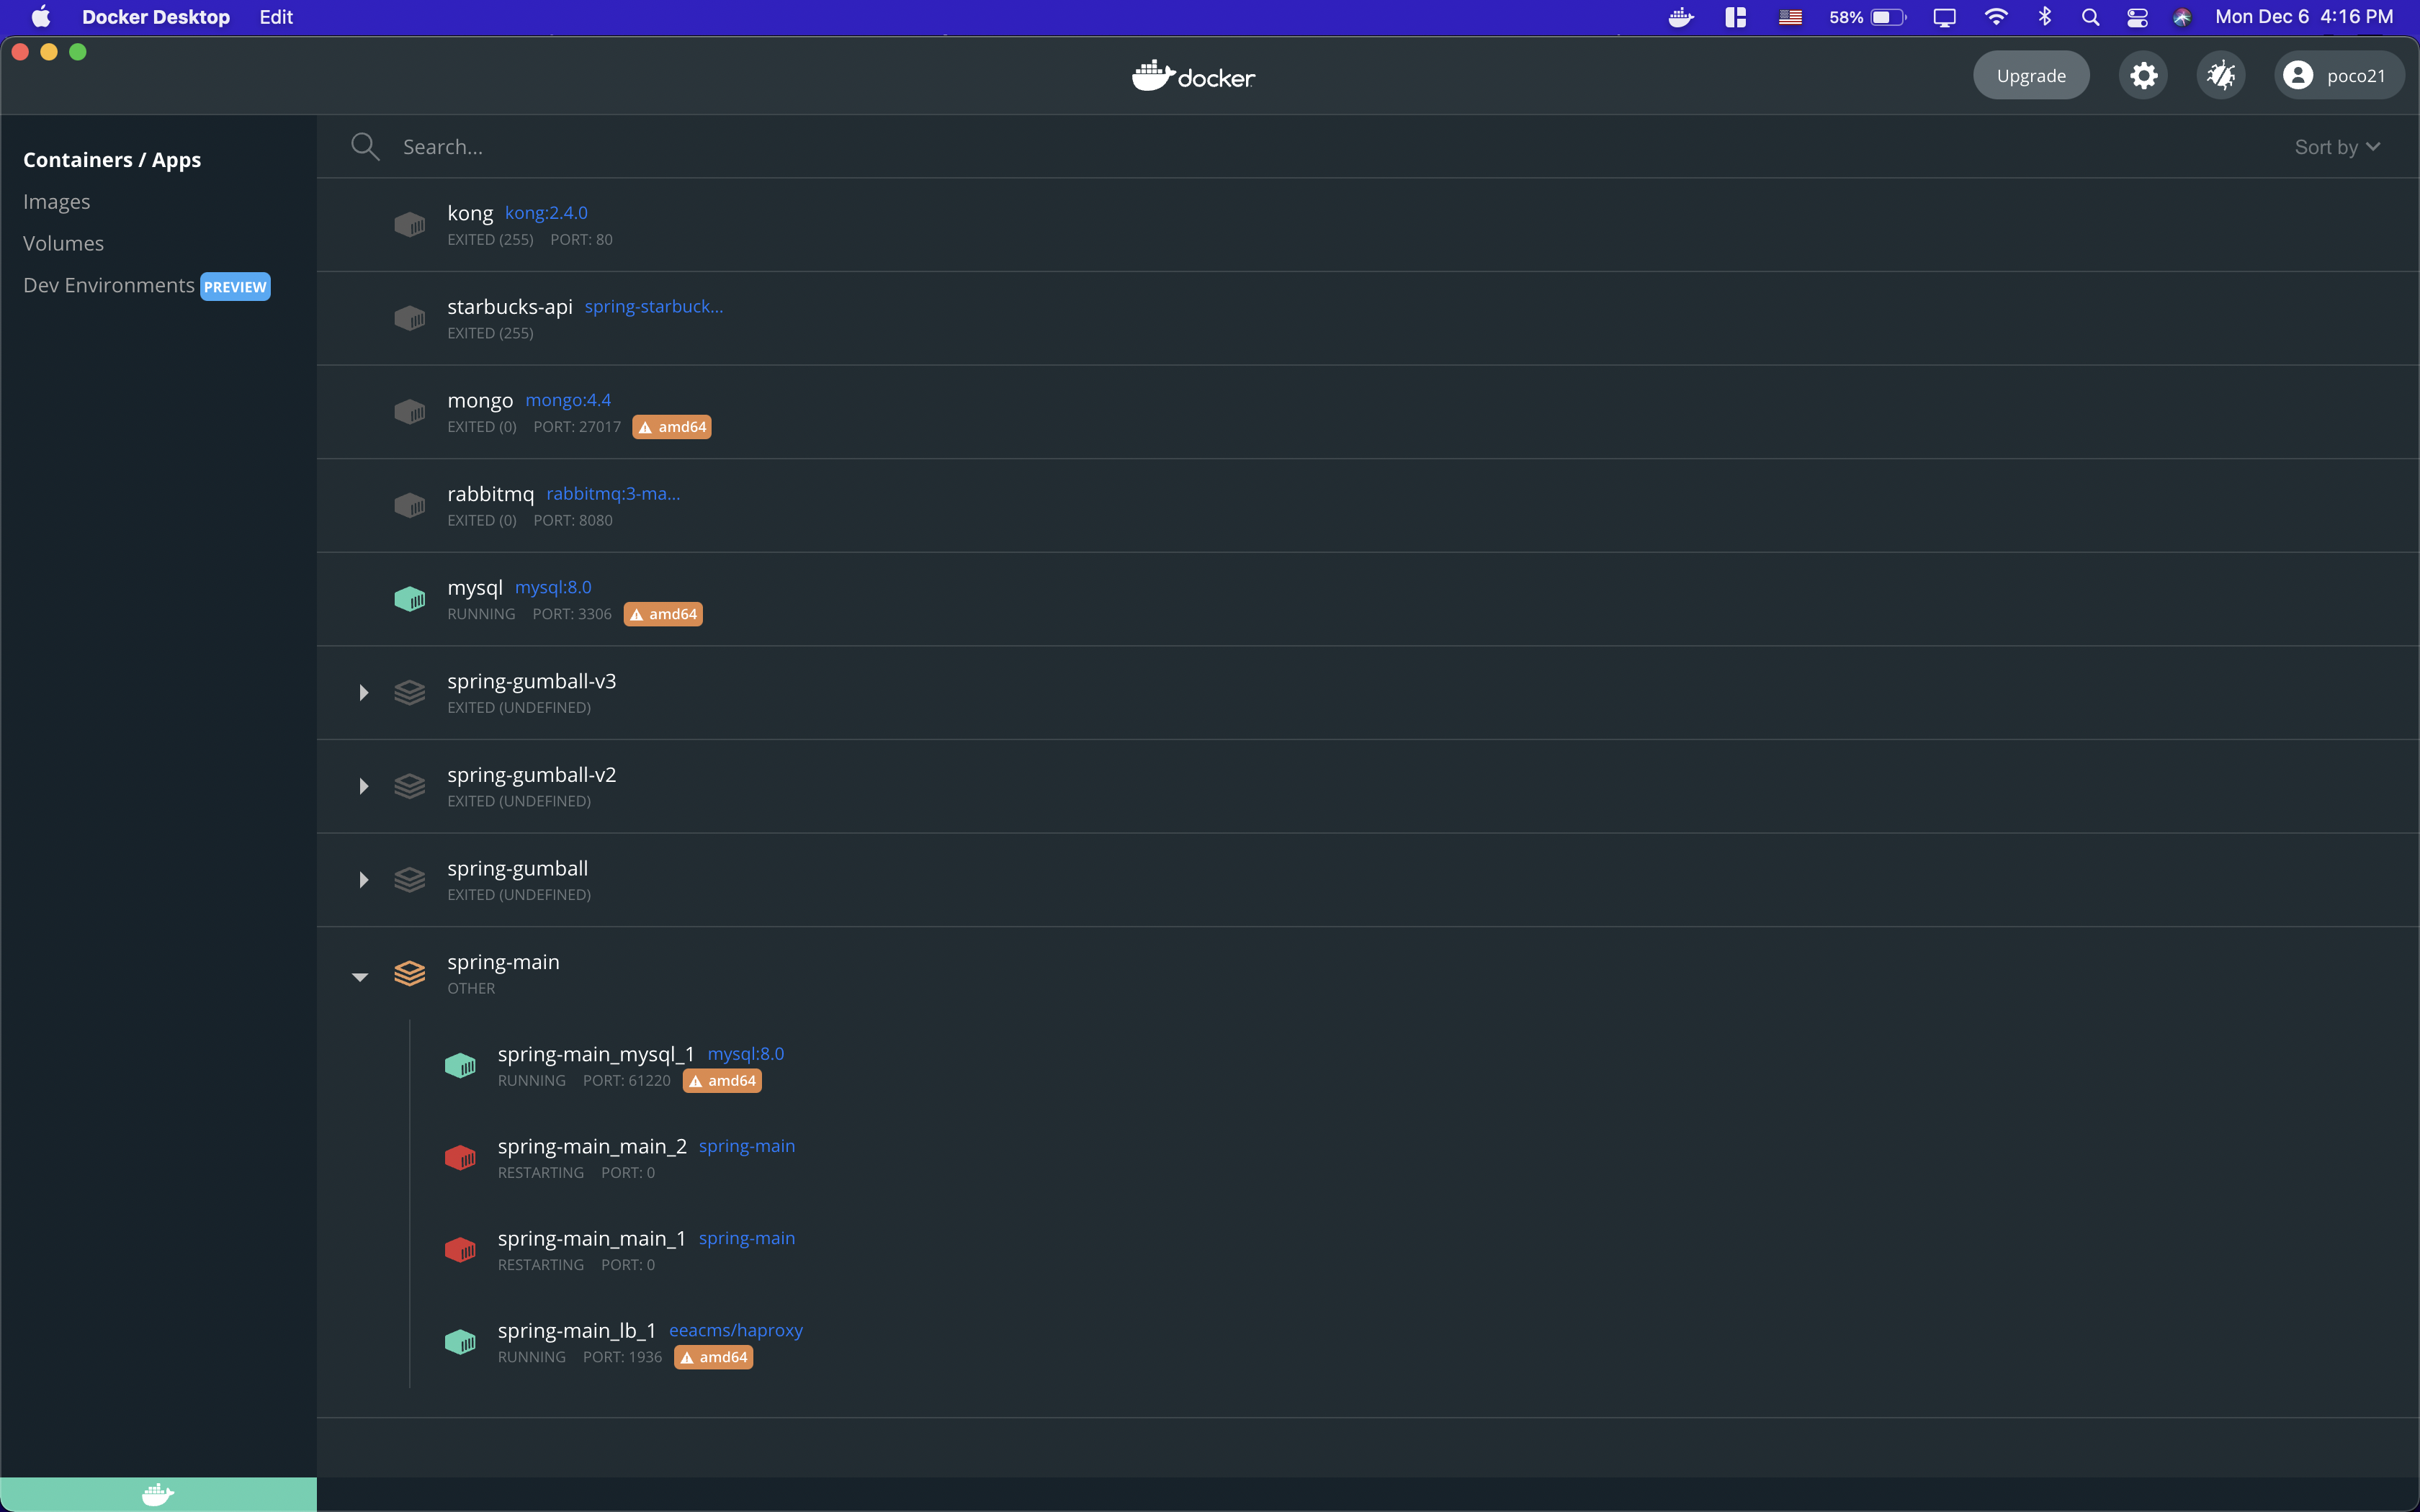 Docker Desktop Edit 58% Mon Dec 6 4:16 PM
docker
Upgrade poco21
Containers / Apps
Images
Volumes
Dev Environments PREVIEW
Search... Sort by
kong kong:2.4.0
EXITED (255) PORT: 80
starbucks-api spring-starbuck...
EXITED (255)
mongo mongo:4.4
EXITED (0) PORT: 27017 amd64
rabbitmq rabbitmq:3-ma...
EXITED (0) PORT: 8080
mysql mysql:8.0
RUNNING PORT: 3306 amd64
spring-gumball-v3
EXITED (UNDEFINED)
spring-gumball-v2
EXITED (UNDEFINED)
spring-gumball
EXITED (UNDEFINED)
spring-main
OTHER
spring-main_mysql_1 mysql:8.0
RUNNING PORT: 61220 amd64
spring-main_main_2 spring-main
RESTARTING PORT: 0
spring-main_main_1 spring-main
RESTARTING PORT: 0
spring-main_lb_1 eeacms/haproxy
RUNNING PORT: 1936 amd64